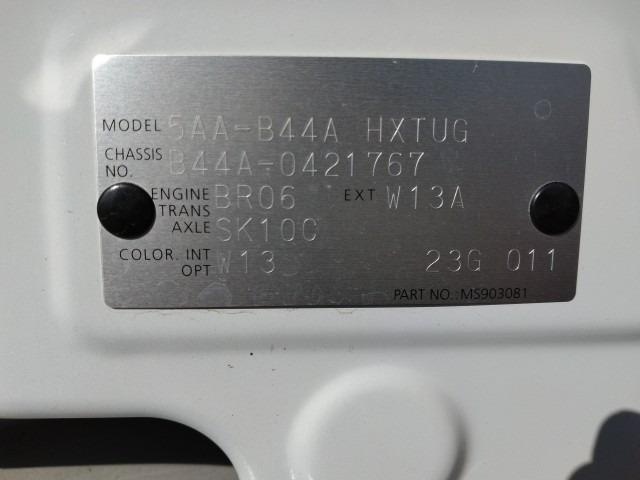 MODEL 5AA-B44A HXTUG
CHASSIS NO. B44A-0421767
ENGINE BR06 EXT W13A
TRANS AXLE SK10C
COLOR. INT W13 23G 011
OPT
PART NO.:MS903081